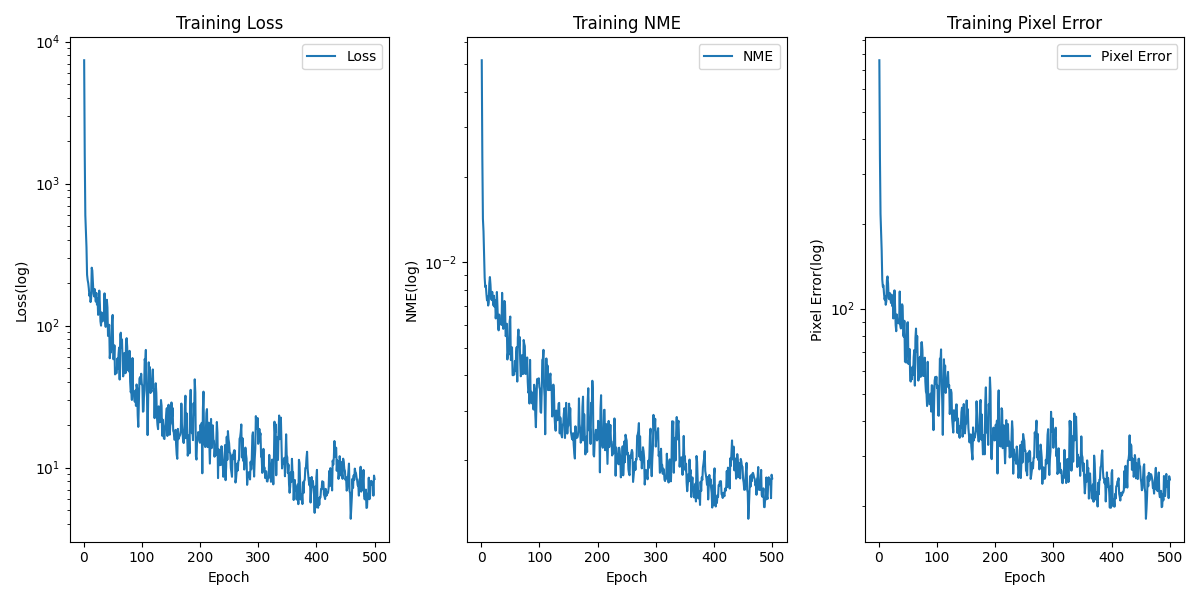 Training Loss
Loss
10^4
10^3
10^2
10^1
Loss(log)
0 100 200 300 400 500
Epoch
Training NME
NME
10^-2
NME(log)
0 100 200 300 400 500
Epoch
Training Pixel Error
Pixel Error
10^2
Pixel Error(log)
0 100 200 300 400 500
Epoch